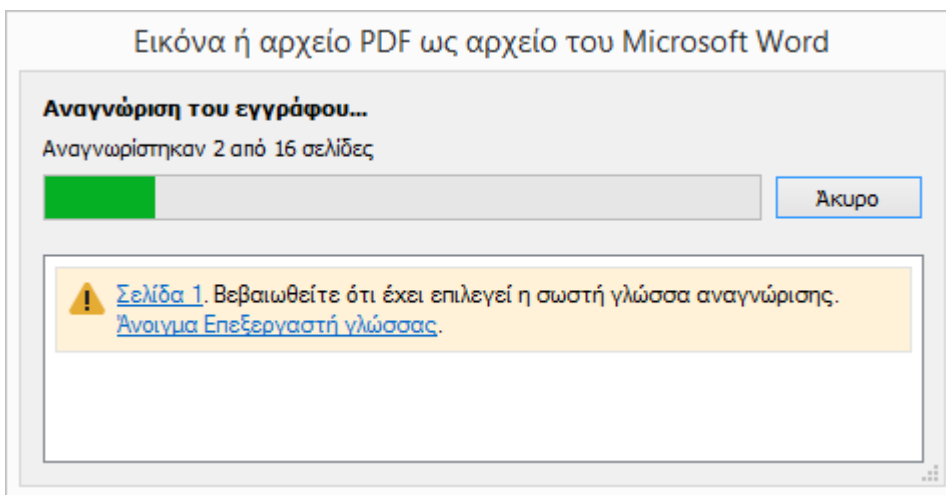 Εικόνα ή αρχείο PDF ως αρχείο του Microsoft Word
Αναγνώριση του εγγράφου...
Αναγνωρίστηκαν 2 από 16 σελίδες
Άκυρο
Σελίδα 1. Βεβαιωθείτε ότι έχει επιλεγεί η σωστή γλώσσα αναγνώρισης.
Άνοιγμα Επεξεργαστή γλώσσας.